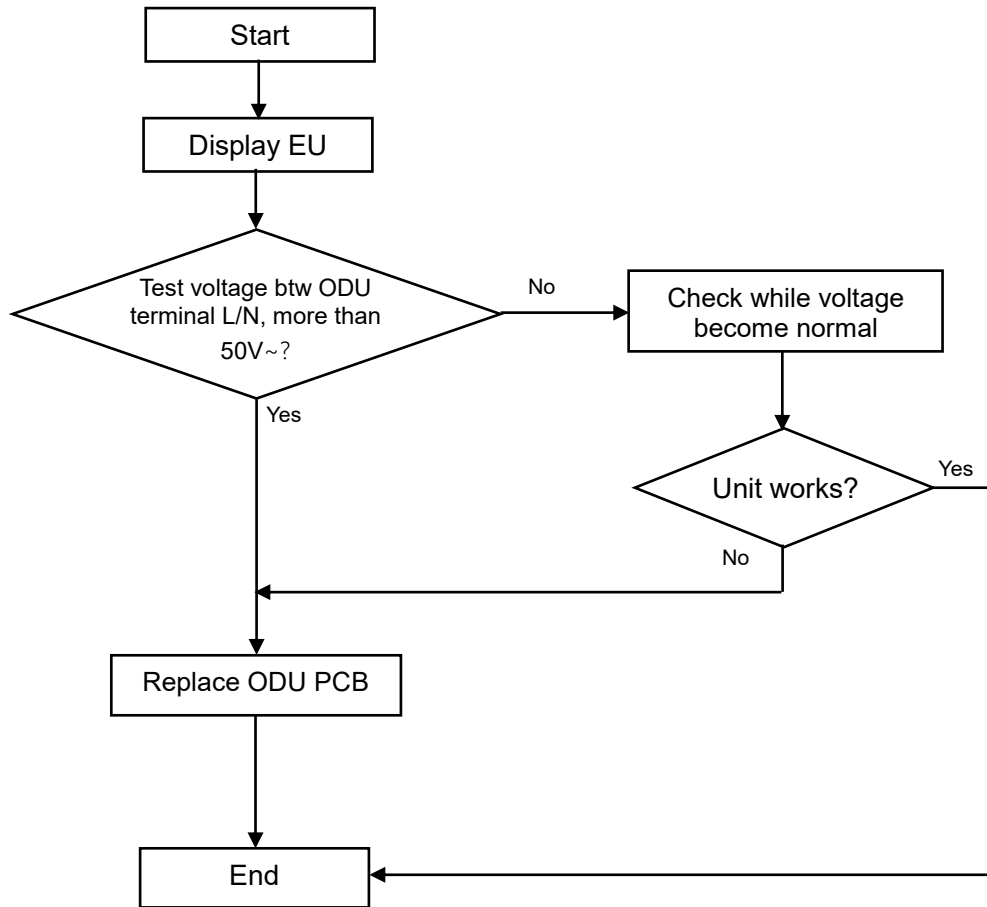 Start
Display EU
Test voltage btw ODU
terminal L/N, more than
50V~？
No
Check while voltage
become normal
Yes
Unit works?
Yes
No
Replace ODU PCB
End